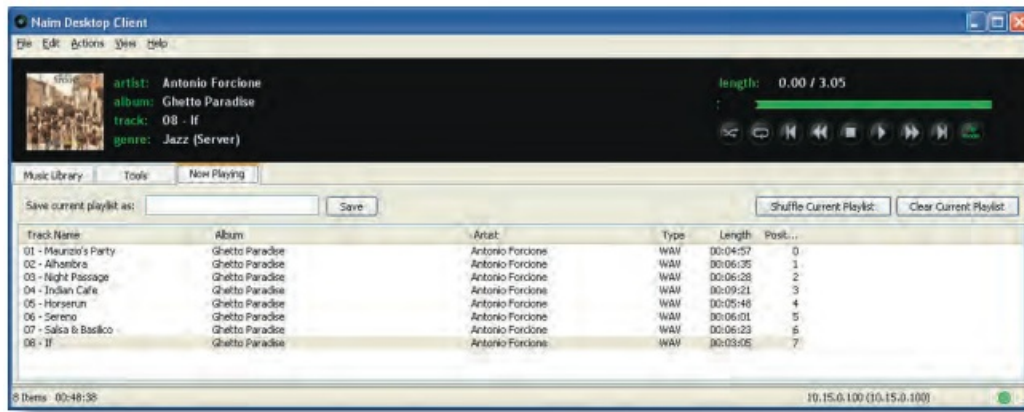 Naim Desktop Client
File Edit Actions View Help
artist: Antonio Forcione
album: Ghetto Paradise
track: 08 - If
genre: Jazz (Server)
length: 0.00 / 3.05
Music Library Tools Now Playing
Save current playlist as: Save Shuffle Current Playlist Clear Current Playlist
Track Name Album Artist Type Length Posit...
01 - Maurizio's Party Ghetto Paradise Antonio Forcione WAV 00:04:57 0
02 - Alhambra Ghetto Paradise Antonio Forcione WAV 00:06:35 1
03 - Night Passage Ghetto Paradise Antonio Forcione WAV 00:06:28 2
04 - Indian Cafe Ghetto Paradise Antonio Forcione WAV 00:09:21 3
05 - Horserun Ghetto Paradise Antonio Forcione WAV 00:05:48 4
06 - Sereno Ghetto Paradise Antonio Forcione WAV 00:06:01 5
07 - Salsa & Basilico Ghetto Paradise Antonio Forcione WAV 00:06:23 6
08 - If Ghetto Paradise Antonio Forcione WAV 00:03:05 7
8 Items 00:48:38 10.15.0.100 (10.15.0.100)